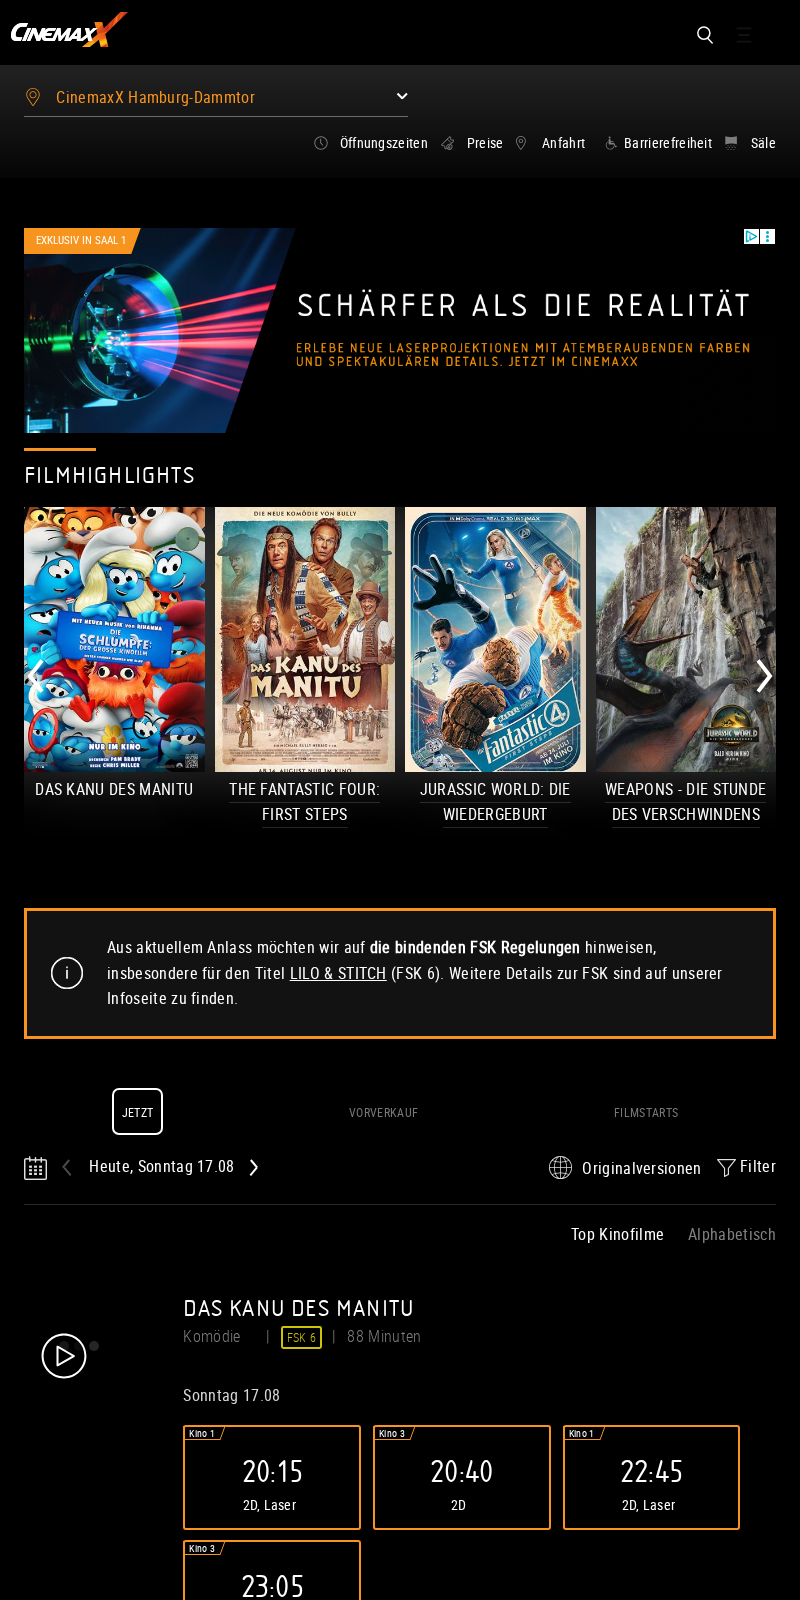 CINEMAXX
CinemaxX Hamburg-Dammtor
Öffnungszeiten Preise Anfahrt Barrierefreiheit Säle
EXKLUSIV IN SAAL 1
SCHÄRFER ALS DIE REALITÄT
ERLEBE NEUE LASERPROJEKTIONEN MIT ATEMBERAUBENDEN FARBEN
UND SPEKTAKULÄREN DETAILS. JETZT IM CINEMAXX
FILMHIGHLIGHTS
MIT NEUER MUSIK VON RIHANNA
DIE
SCHLÜMPFE:
DER GROSSE KINOFILM
NUR IM KINO
PAM BRADY
CHRIS MILLER
DIE NEUE KOMÖDIE VON BULLY
DAS KANU DES
MANITU
AB 14. AUGUST NUR IM KINO
REAL 3D UND IMAX
Fantastic 4
FIRST STEPS
IM KINO
JURASSIC WORLD
DIE WIEDERGEBURT
BALD NUR IM KINO
DAS KANU DES MANITU
THE FANTASTIC FOUR:
FIRST STEPS
JURASSIC WORLD: DIE
WIEDERGEBURT
WEAPONS - DIE STUNDE
DES VERSCHWINDENS
Aus aktuellem Anlass möchten wir auf die bindenden FSK Regelungen hinweisen,
insbesondere für den Titel LILO & STITCH (FSK 6). Weitere Details zur FSK sind auf unserer
Infoseite zu finden.
JETZT VORVERKAUF FILMSTARTS
Heute, Sonntag 17.08 Originalversionen Filter
Top Kinofilme Alphabetisch
DAS KANU DES MANITU
Komödie | FSK 6 | 88 Minuten
Sonntag 17.08
Kino 1 Kino 3 Kino 1
20:15 20:40 22:45
2D, Laser 2D 2D, Laser
Kino 3
23:05